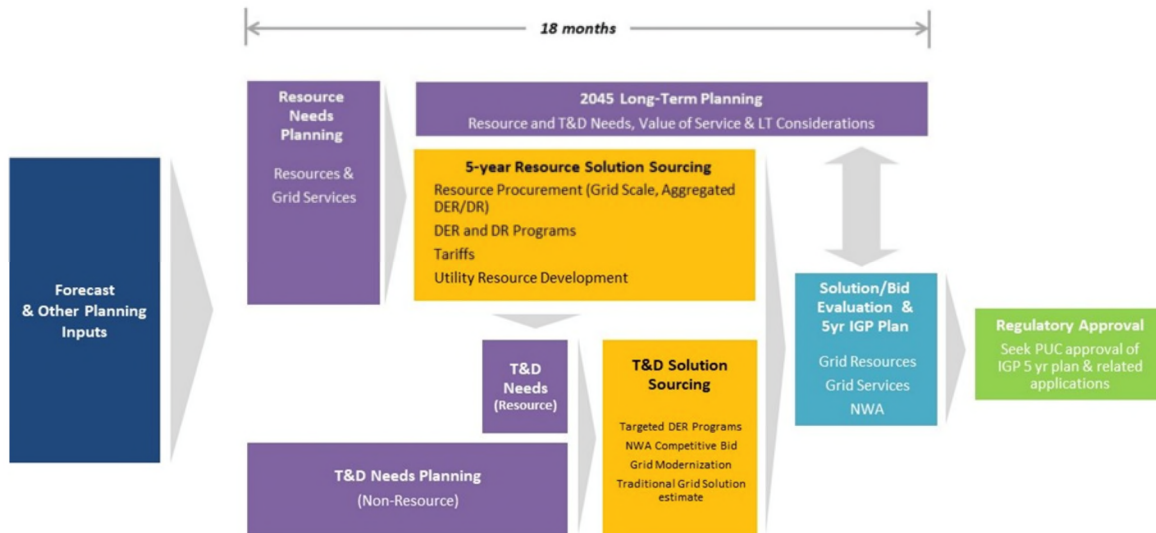 18 months
Resource
Needs
Planning
Resources &
Grid Services
2045 Long-Term Planning
Resource and T&D Needs, Value of Service & LT Considerations
5-year Resource Solution Sourcing
Resource Procurement (Grid Scale, Aggregated
DER/DR)
DER and DR Programs
Tariffs
Utility Resource Development
Forecast
& Other Planning
Inputs
Solution/Bid
Evaluation &
5yr IGP Plan
Grid Resources
Grid Services
NWA
Regulatory Approval
Seek PUC approval of
IGP 5 yr plan & related
applications
T&D
Needs
(Resource)
T&D Solution
Sourcing
Targeted DER Programs
NWA Competitive Bid
Grid Modernization
Traditional Grid Solution
estimate
T&D Needs Planning
(Non-Resource)